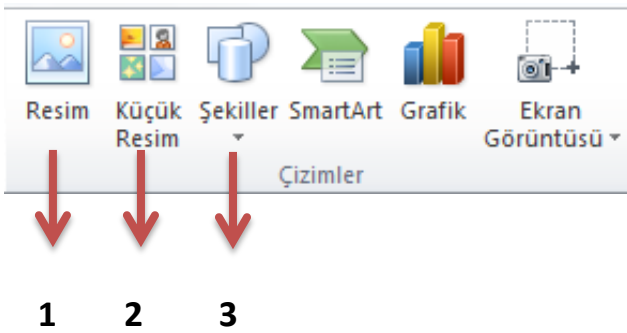 Resim Küçük Resim Şekiller SmartArt Grafik Ekran Görüntüsü
Çizimler
1 2 3